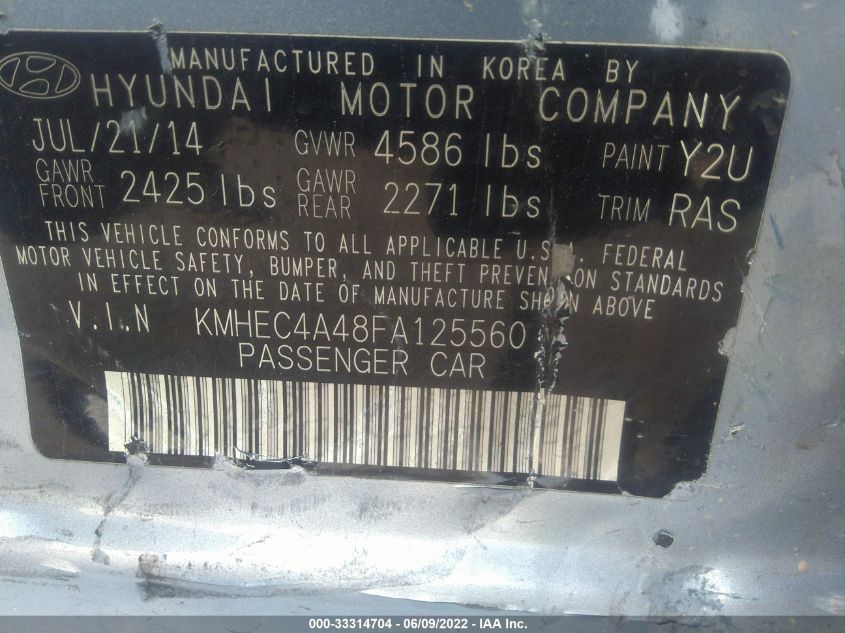 MANUFACTURED IN KOREA BY
HYUNDAI MOTOR COMPANY
JUL/21/14 GVWR 4586 lbs PAINT Y2U
GAWR FRONT 2425 lbs GAWR REAR 2271 lbs TRIM RAS
THIS VEHICLE CONFORMS TO ALL APPLICABLE U.S. FEDERAL
MOTOR VEHICLE SAFETY, BUMPER, AND THEFT PREVEN ON STANDARDS
IN EFFECT ON THE DATE OF MANUFACTURE SHOWN ABOVE
V.I.N KMHEC4A48FA125560
PASSENGER CAR
000-33314704 - 06/09/2022 - IAA Inc.